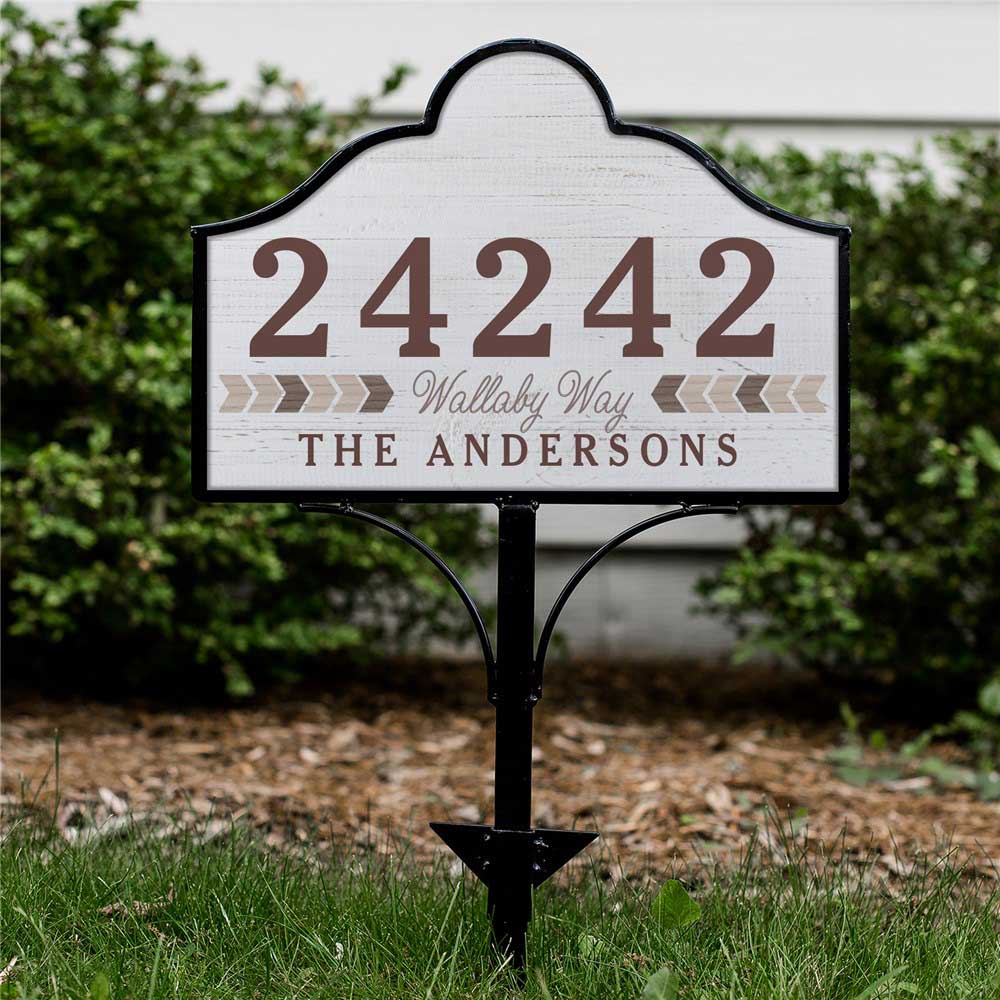 24242
Wallaby Way
THE ANDERSONS